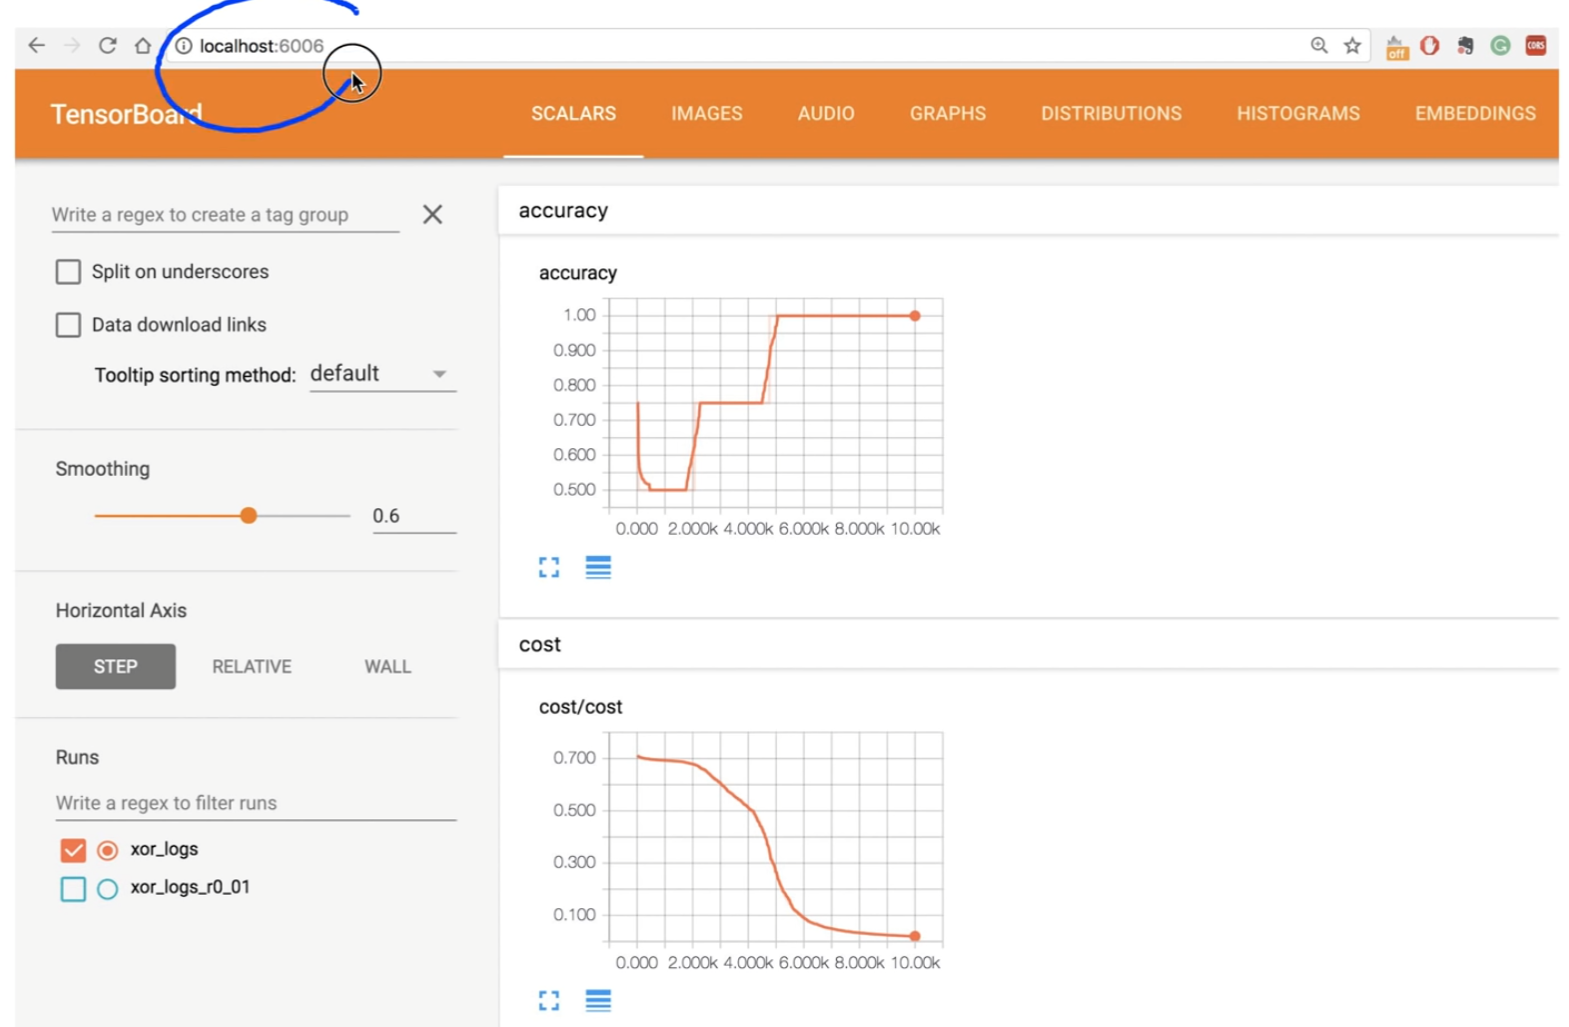 localhost:6006
off
CORS
TensorBoard
SCALARS IMAGES AUDIO GRAPHS DISTRIBUTIONS HISTOGRAMS EMBEDDINGS
Write a regex to create a tag group
Split on underscores
Data download links
Tooltip sorting method: default
Smoothing
0.6
Horizontal Axis
STEP RELATIVE WALL
Runs
Write a regex to filter runs
xor_logs
xor_logs_r0_01
accuracy
accuracy
1.00
0.900
0.800
0.700
0.600
0.500
0.000 2.000k 4.000k 6.000k 8.000k 10.00k
cost
cost/cost
0.700
0.500
0.300
0.100
0.000 2.000k 4.000k 6.000k 8.000k 10.00k